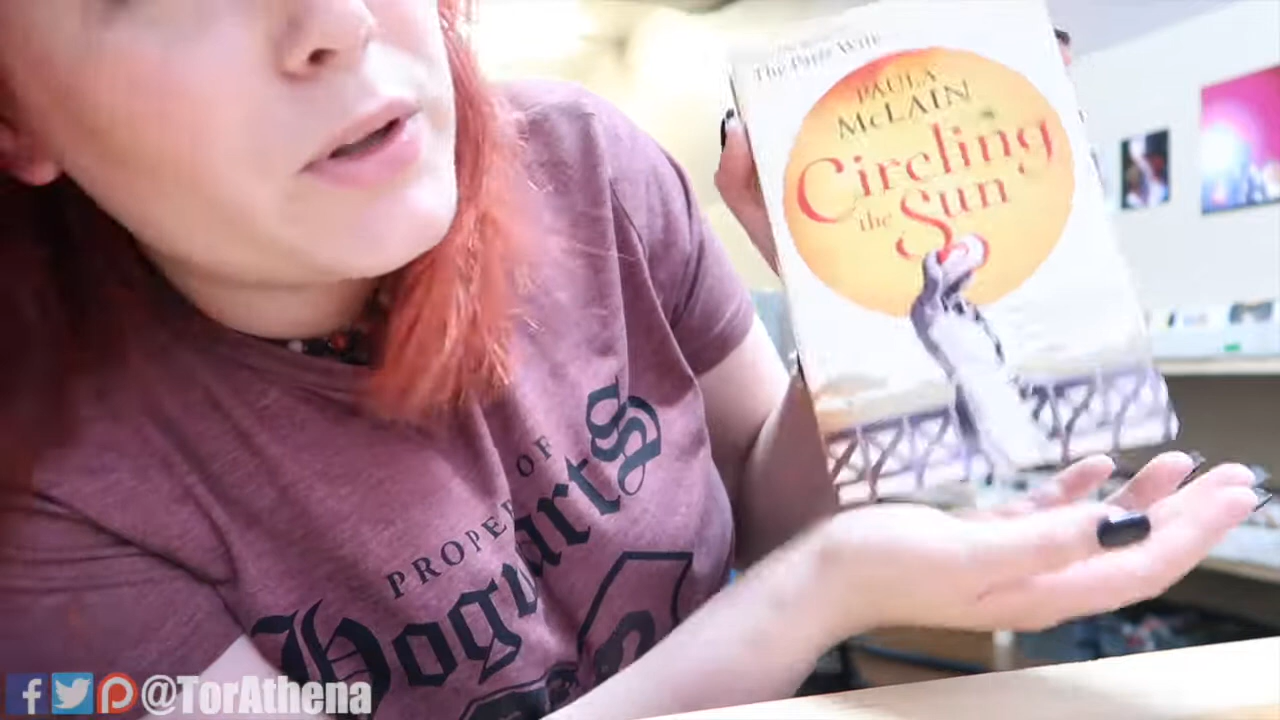 The Paris Wife
PAULA
McLAIN
Circling
the Sun
PROPERTY OF
Hogwarts
@TorAthena